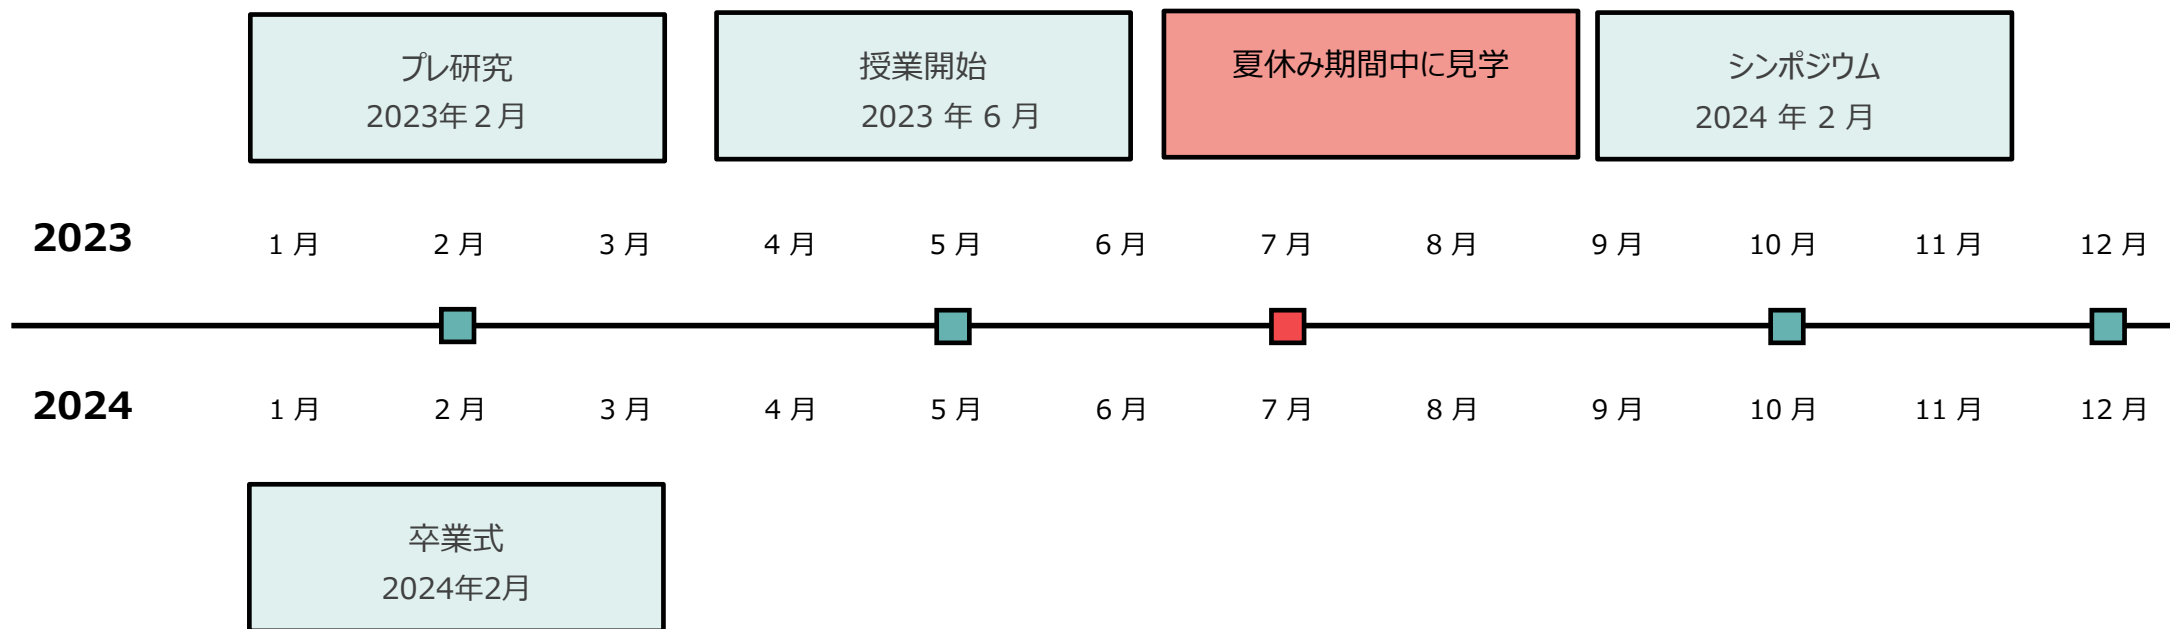 プレ研究
2023年２月
授業開始
2023 年 6 月
夏休み期間中に見学
シンポジウム
2024 年 2 月
2023
1 月 2 月 3 月 4 月 5 月 6 月 7 月 8 月 9 月 10 月 11 月 12 月
2024
1 月 2 月 3 月 4 月 5 月 6 月 7 月 8 月 9 月 10 月 11 月 12 月
卒業式
2024年2月